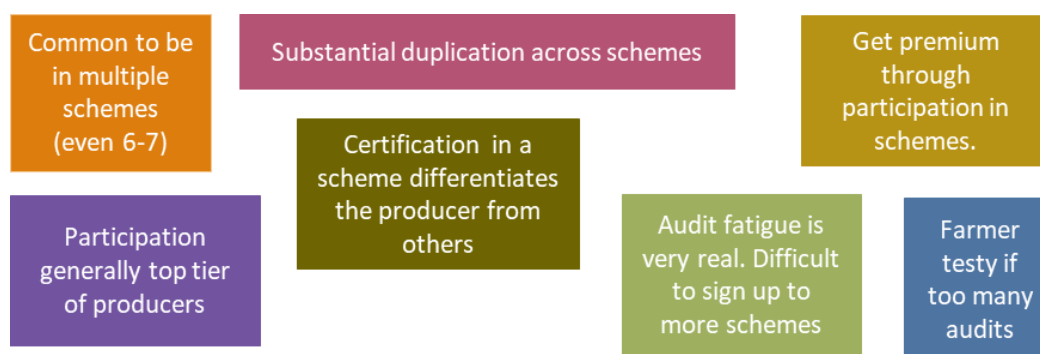 Common to be
in multiple
schemes
(even 6-7)
Substantial duplication across schemes
Get premium
through
participation in
schemes.
Certification in a
scheme differentiates
the producer from
others
Participation
generally top tier
of producers
Audit fatigue is
very real. Difficult
to sign up to
more schemes
Farmer
testy if
too many
audits